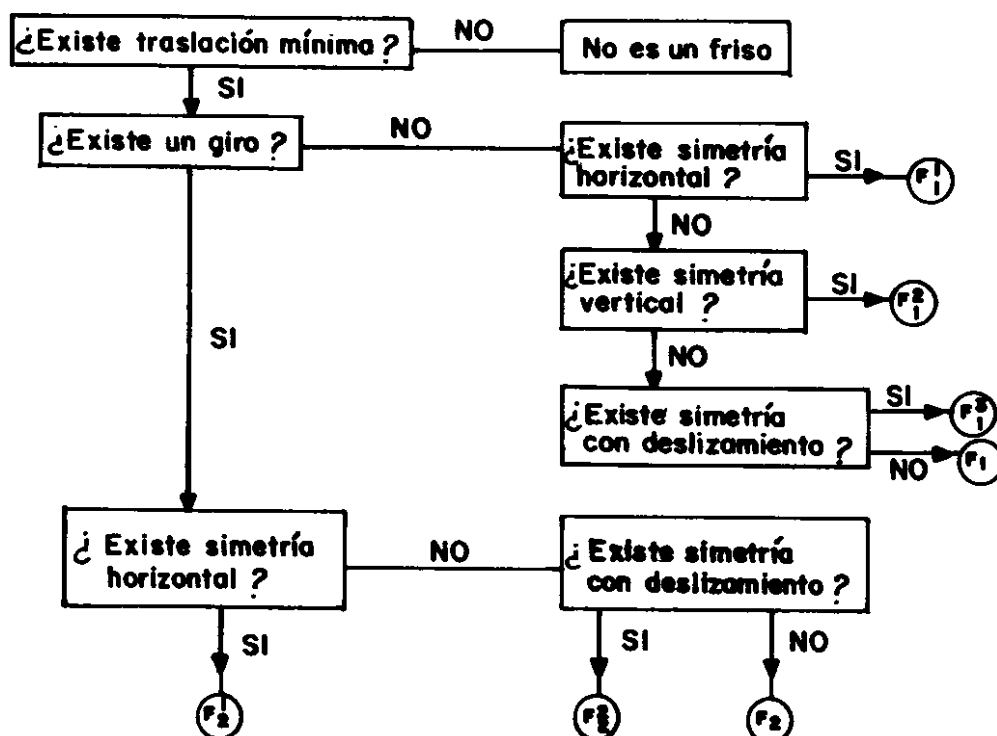 ¿Existe traslación mínima?
NO
No es un friso
SI
¿Existe un giro?
NO
¿Existe simetría
horizontal?
SI
F₁¹
NO
¿Existe simetría
vertical?
SI
F₁²
NO
SI
¿Existe simetría
con deslizamiento?
SI
F₁³
NO
F₁
¿Existe simetría
horizontal?
NO
¿Existe simetría
con deslizamiento?
SI
F₂¹
SI
F₂²
NO
F₂